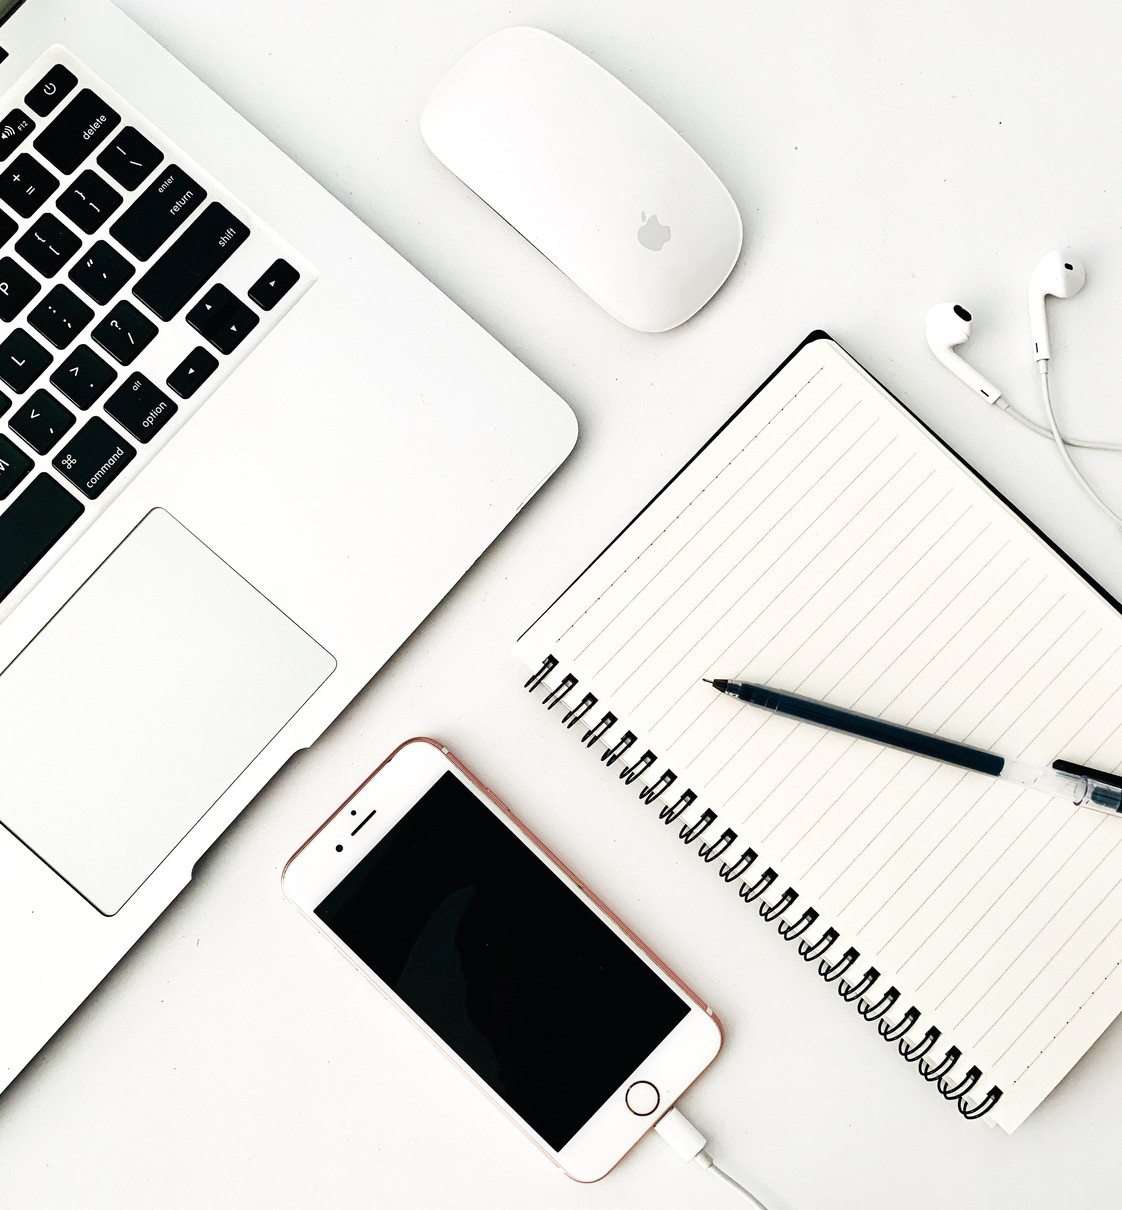 F12
delete
+
=
|
\
}
]
enter
return
{
[
"
'
shift
P
:
;
?
/
L
>
.
alt
option
<
,
M
⌘
command